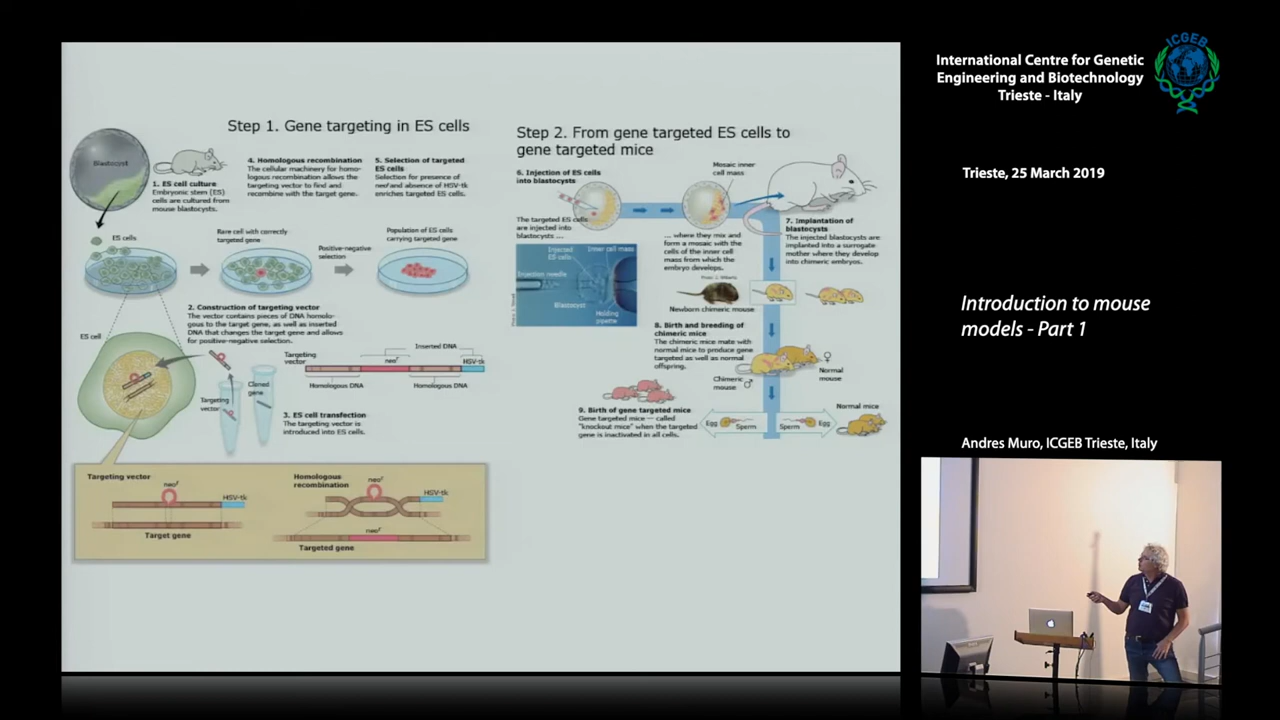 Step 1. Gene targeting in ES cells
Blastocyst
1. ES cell culture
Embryonic stem (ES)
cells are cultured from
mouse blastocysts.
4. Homologous recombination
The cellular machinery for homo-
logous recombination allows the
targeting vector to find and
recombine with the target gene.
5. Selection of targeted
ES cells
Selection for presence of
neoʳ and absence of HSV-tk
enriches targeted ES cells.
ES cells
Rare cell with correctly
targeted gene
Positive-negative
selection
Population of ES cells
carrying targeted gene
2. Construction of targeting vector
The vector contains pieces of DNA homolo-
gous to the target gene, as well as inserted
DNA that changes the target gene and allows
for positive-negative selection.
ES cell
Targeting
vector
Inserted DNA
neoʳ
HSV-tk
Homologous DNA
Homologous DNA
Cloned
gene
Targeting
vector
3. ES cell transfection
The targeting vector is
introduced into ES cells.
Targeting vector
neoʳ
HSV-tk
Target gene
Homologous
recombination
neoʳ
HSV-tk
neoʳ
Targeted gene
Step 2. From gene targeted ES cells to
gene targeted mice
6. Injection of ES cells
into blastocysts
Mosaic inner
cell mass
The targeted ES cells
are injected into
blastocysts ...
... where they mix and
form a mosaic with the
cells of the inner cell
mass from which the
embryo develops.
7. Implantation of
blastocysts
The injected blastocysts are
implanted into a surrogate
mother where they develop
into chimeric embryos.
Injected
ES cells
Inner cell mass
Injection needle
Blastocyst
Holding
pipette
Newborn chimeric mouse
8. Birth and breeding of
chimeric mice
The chimeric mice mate with
normal mice to produce gene
targeted as well as normal
offspring.
Chimeric
mouse ♂
♀
Normal
mouse
9. Birth of gene targeted mice
Gene targeted mice — called
"knockout mice" when the targeted
gene is inactivated in all cells.
Egg
Sperm
Sperm
Egg
Normal mice
International Centre for Genetic
Engineering and Biotechnology
Trieste - Italy
ICGEB
Trieste, 25 March 2019
Introduction to mouse
models - Part 1
Andres Muro, ICGEB Trieste, Italy